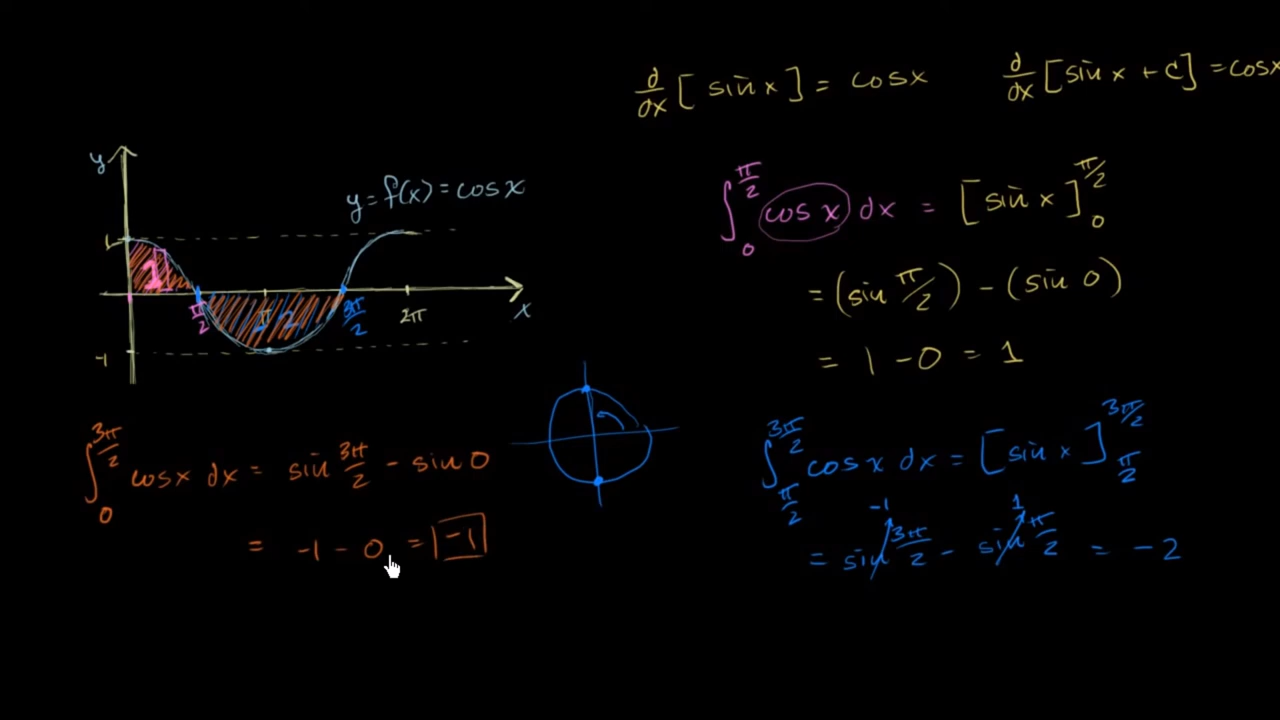 d/dx [sin x] = cos x
d/dx [sin x + C] = cos x
y
y = f(x) = cos x
1
1
π/2
π
2
3π/2
2π
x
-1
∫₀^(π/2) cos x dx = [sin x]₀^(π/2)
= (sin π/2) - (sin 0)
= 1 - 0 = 1
∫₀^(3π/2) cos x dx = sin 3π/2 - sin 0
= -1 - 0 = -1
∫_(π/2)^(3π/2) cos x dx = [sin x]_(π/2)^(3π/2)
-1 1
= sin 3π/2 - sin π/2 = -2